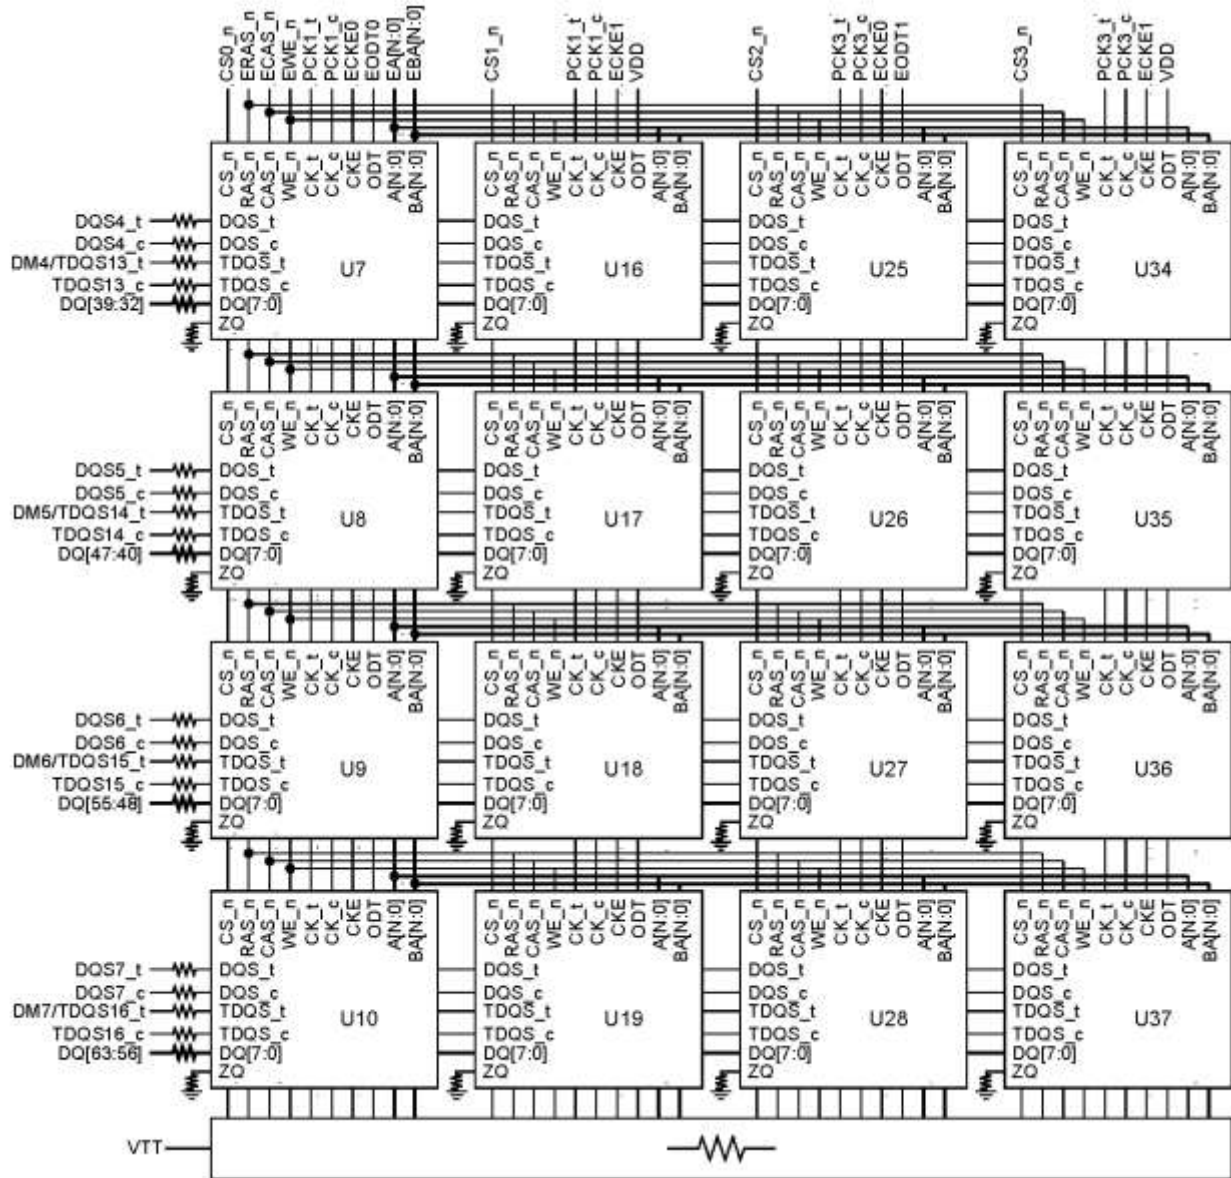 CS0_n ERAS_n ECAS_n EWE_n PCK1_t PCK1_c ECKE0 EODT0 EA[N:0] EBA[N:0] CS1_n PCK1_t PCK1_c ECKE1 VDD CS2_n PCK3_t PCK3_c ECKE0 EODT1 CS3_n PCK3_t PCK3_c ECKE1 VDD
CS_n RAS_n CAS_n WE_n CK_t CK_c CKE ODT A[N:0] BA[N:0] CS_n RAS_n CAS_n WE_n CK_t CK_c CKE ODT A[N:0] BA[N:0] CS_n RAS_n CAS_n WE_n CK_t CK_c CKE ODT A[N:0] BA[N:0] CS_n RAS_n CAS_n WE_n CK_t CK_c CKE ODT A[N:0] BA[N:0]
DQS4_t DQS_t DQS_t DQS_t DQS_t
DQS4_c DQS_c DQS_c DQS_c DQS_c
DM4/TDQS13_t TDQS_t U7 TDQS_t U16 TDQS_t U25 TDQS_t U34
TDQS13_c TDQS_c TDQS_c TDQS_c TDQS_c
DQ[39:32] DQ[7:0] DQ[7:0] DQ[7:0] DQ[7:0]
ZQ ZQ ZQ ZQ
CS_n RAS_n CAS_n WE_n CK_t CK_c CKE ODT A[N:0] BA[N:0] CS_n RAS_n CAS_n WE_n CK_t CK_c CKE ODT A[N:0] BA[N:0] CS_n RAS_n CAS_n WE_n CK_t CK_c CKE ODT A[N:0] BA[N:0] CS_n RAS_n CAS_n WE_n CK_t CK_c CKE ODT A[N:0] BA[N:0]
DQS5_t DQS_t DQS_t DQS_t DQS_t
DQS5_c DQS_c DQS_c DQS_c DQS_c
DM5/TDQS14_t TDQS_t U8 TDQS_t U17 TDQS_t U26 TDQS_t U35
TDQS14_c TDQS_c TDQS_c TDQS_c TDQS_c
DQ[47:40] DQ[7:0] DQ[7:0] DQ[7:0] DQ[7:0]
ZQ ZQ ZQ ZQ
CS_n RAS_n CAS_n WE_n CK_t CK_c CKE ODT A[N:0] BA[N:0] CS_n RAS_n CAS_n WE_n CK_t CK_c CKE ODT A[N:0] BA[N:0] CS_n RAS_n CAS_n WE_n CK_t CK_c CKE ODT A[N:0] BA[N:0] CS_n RAS_n CAS_n WE_n CK_t CK_c CKE ODT A[N:0] BA[N:0]
DQS6_t DQS_t DQS_t DQS_t DQS_t
DQS6_c DQS_c DQS_c DQS_c DQS_c
DM6/TDQS15_t TDQS_t U9 TDQS_t U18 TDQS_t U27 TDQS_t U36
TDQS15_c TDQS_c TDQS_c TDQS_c TDQS_c
DQ[55:48] DQ[7:0] DQ[7:0] DQ[7:0] DQ[7:0]
ZQ ZQ ZQ ZQ
CS_n RAS_n CAS_n WE_n CK_t CK_c CKE ODT A[N:0] BA[N:0] CS_n RAS_n CAS_n WE_n CK_t CK_c CKE ODT A[N:0] BA[N:0] CS_n RAS_n CAS_n WE_n CK_t CK_c CKE ODT A[N:0] BA[N:0] CS_n RAS_n CAS_n WE_n CK_t CK_c CKE ODT A[N:0] BA[N:0]
DQS7_t DQS_t DQS_t DQS_t DQS_t
DQS7_c DQS_c DQS_c DQS_c DQS_c
DM7/TDQS16_t TDQS_t U10 TDQS_t U19 TDQS_t U28 TDQS_t U37
TDQS16_c TDQS_c TDQS_c TDQS_c TDQS_c
DQ[63:56] DQ[7:0] DQ[7:0] DQ[7:0] DQ[7:0]
ZQ ZQ ZQ ZQ
VTT